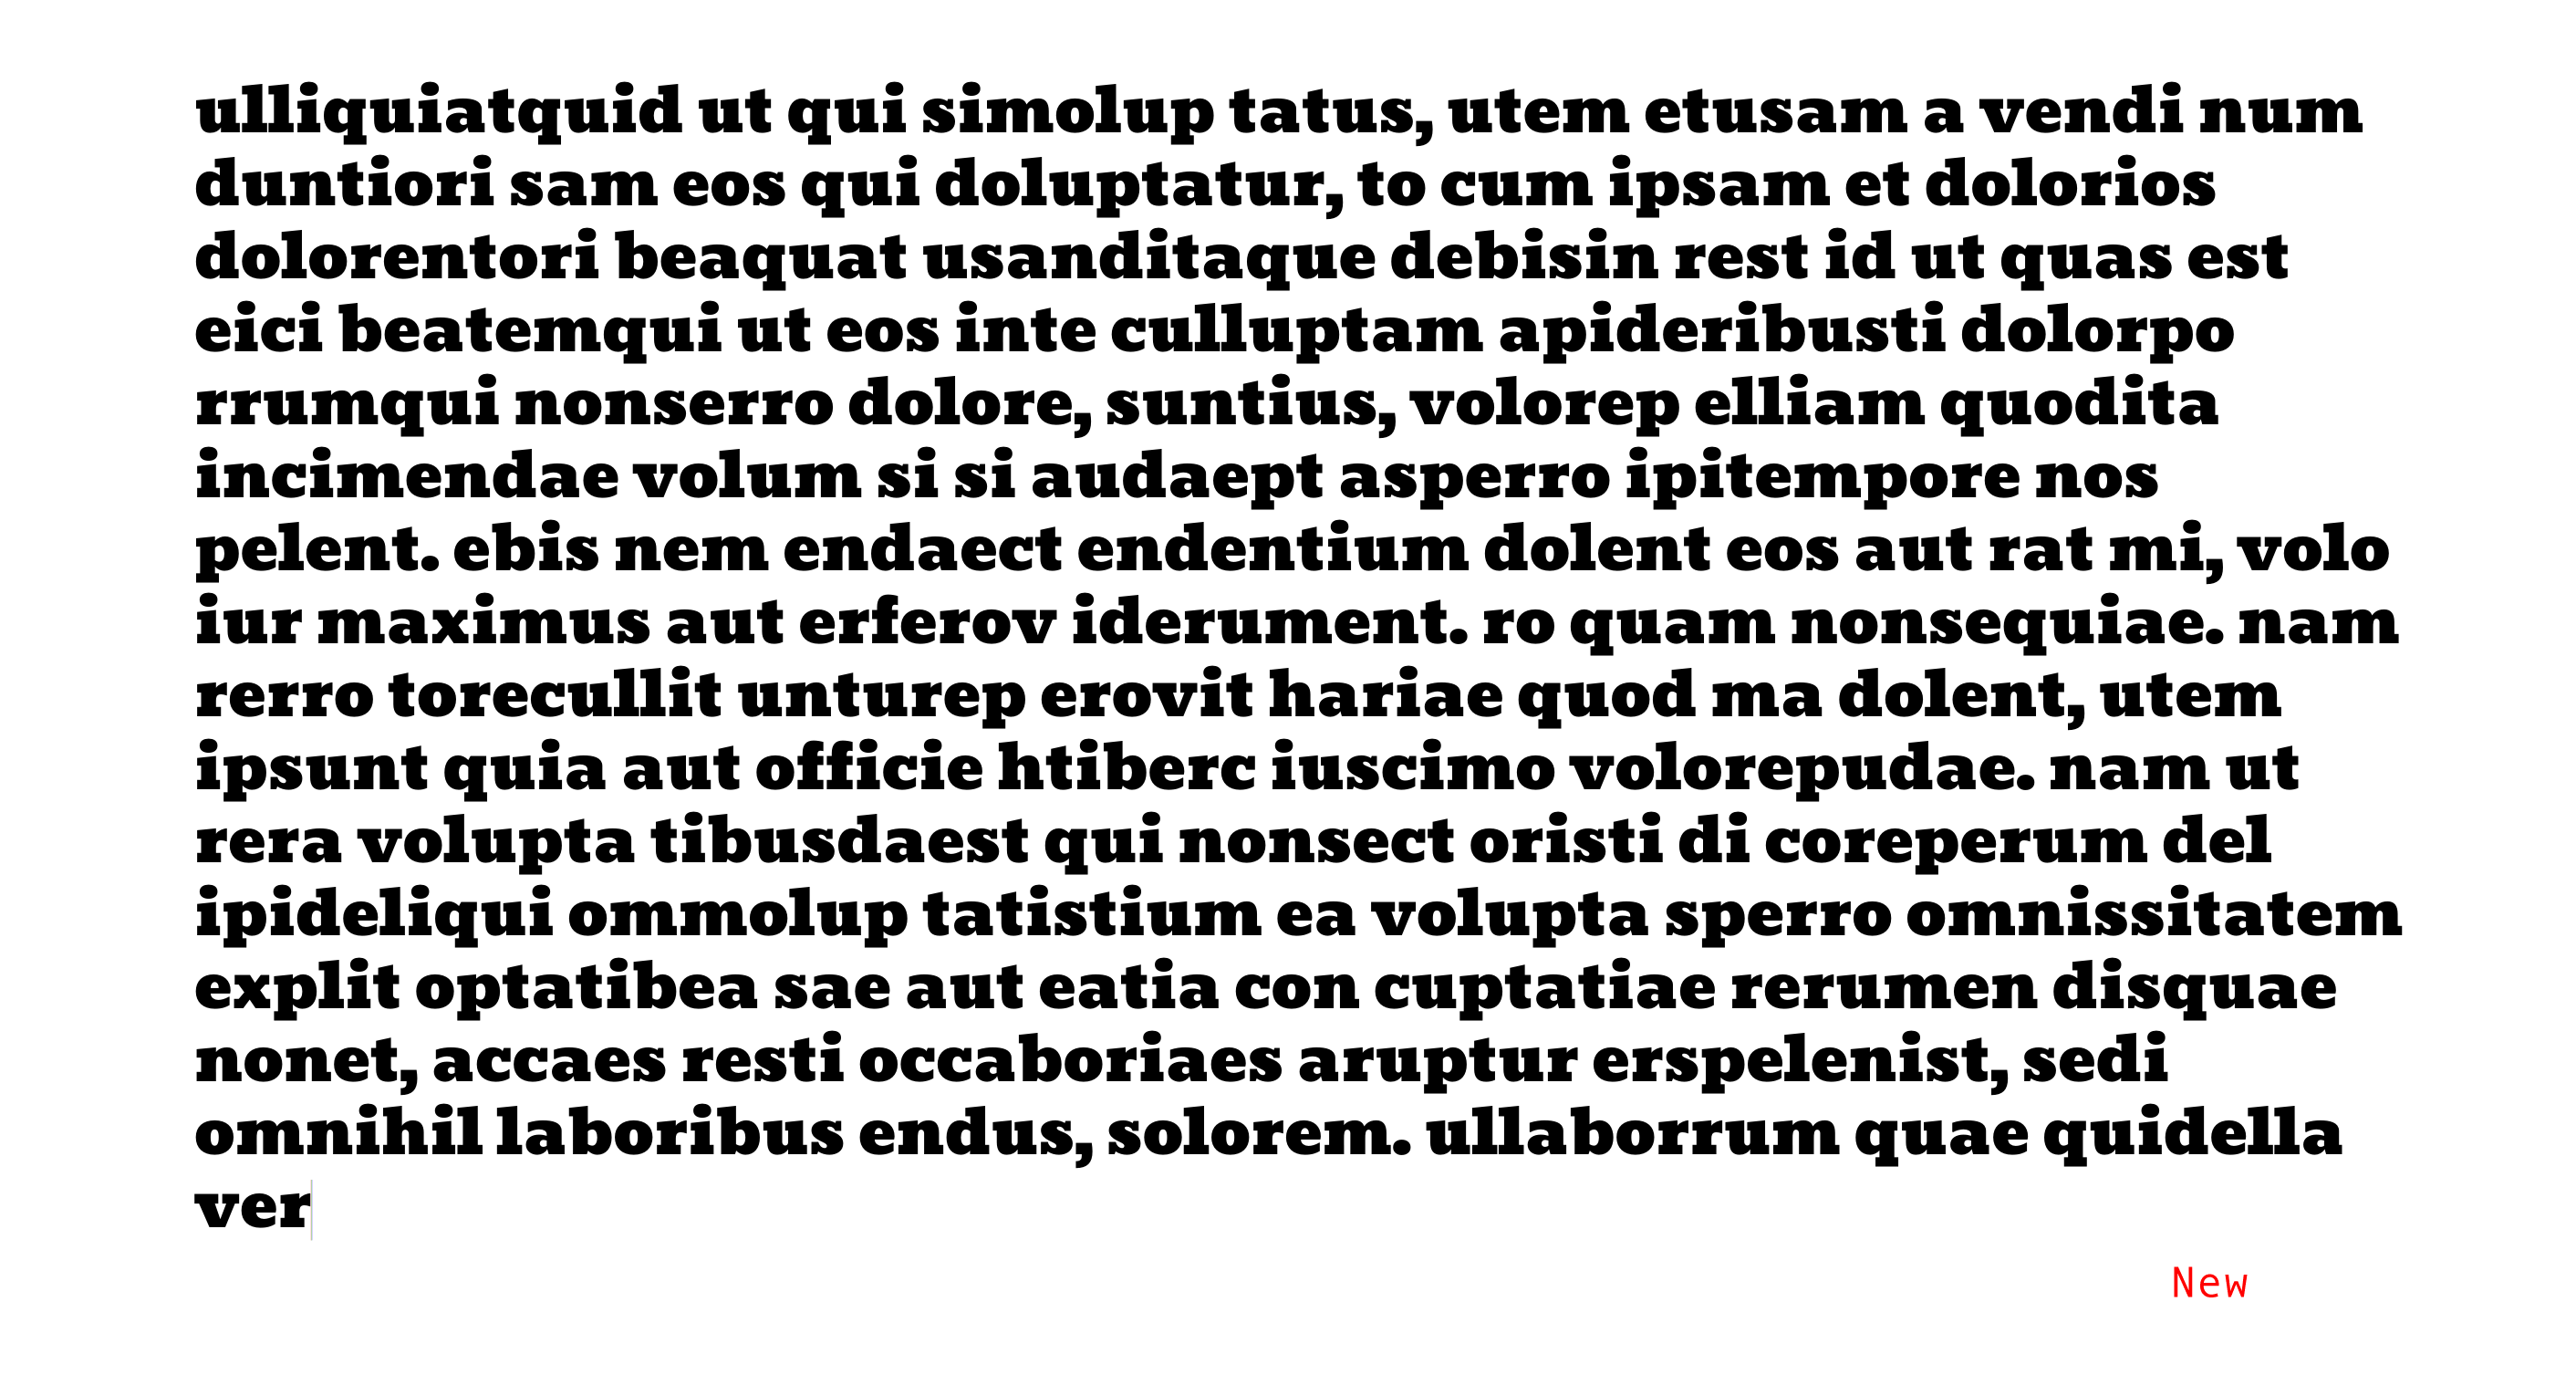 ulliquiatquid ut qui simolup tatus, utem etusam a vendi num
duntiori sam eos qui doluptatur, to cum ipsam et dolorios
dolorentori beaquat usanditaque debisin rest id ut quas est
eici beatemqui ut eos inte culluptam apideribusti dolorpo
rrumqui nonserro dolore, suntius, volorep elliam quodita
incimendae volum si si audaept asperro ipitempore nos
pelent. ebis nem endaect endentium dolent eos aut rat mi, volo
iur maximus aut erferov iderument. ro quam nonsequiae. nam
rerro torecullit unturep erovit hariae quod ma dolent, utem
ipsunt quia aut officie htiberc iuscimo volorepudae. nam ut
rera volupta tibusdaest qui nonsect oristi di coreperum del
ipideliqui ommolup tatistium ea volupta sperro omnissitatem
explit optatibea sae aut eatia con cuptatiae rerumen disquae
nonet, accaes resti occaboriaes aruptur erspelenist, sedi
omnihil laboribus endus, solorem. ullaborrum quae quidella
ver
New